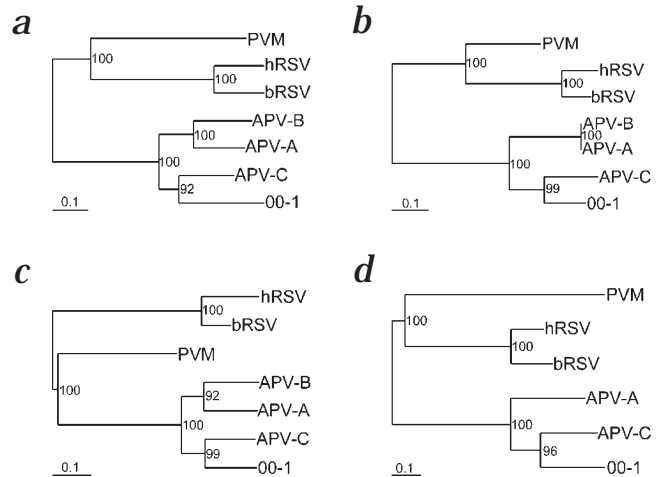 a
PVM
100
hRSV
100
bRSV
APV-B
100
APV-A
100
APV-C
92
00-1
0.1
b
PVM
100
hRSV
100
bRSV
APV-B
100
APV-A
100
APV-C
99
00-1
0.1
c
hRSV
100
bRSV
PVM
100
APV-B
92
APV-A
100
APV-C
99
00-1
0.1
d
PVM
100
hRSV
100
bRSV
APV-A
100
APV-C
96
00-1
0.1